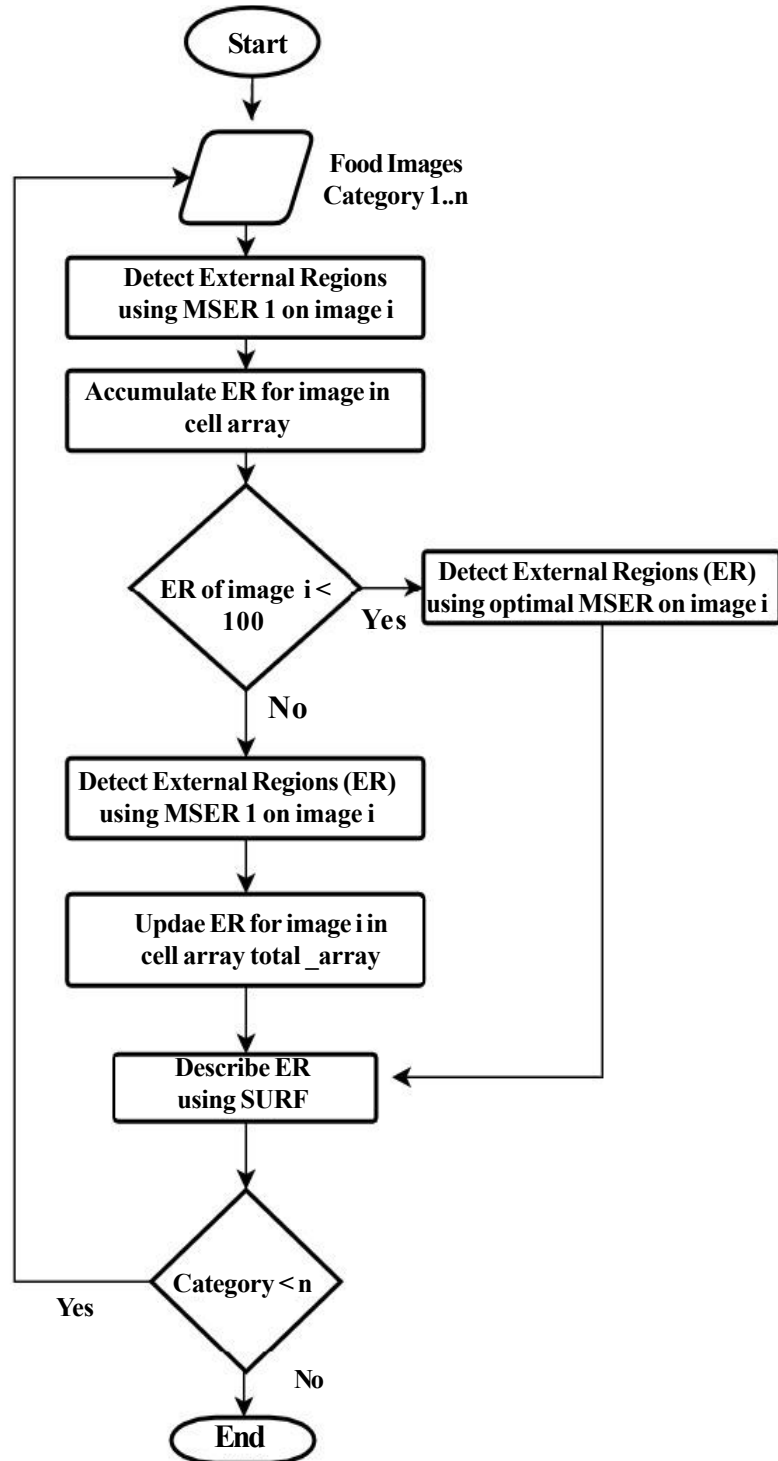 Start
Food Images
Category 1..n
Detect External Regions
using MSER 1 on image i
Accumulate ER for image in
cell array
ER of image i <
100
Yes
Detect External Regions (ER)
using optimal MSER on image i
No
Detect External Regions (ER)
using MSER 1 on image i
Updae ER for image i in
cell array total _array
Describe ER
using SURF
Category < n
Yes
No
End